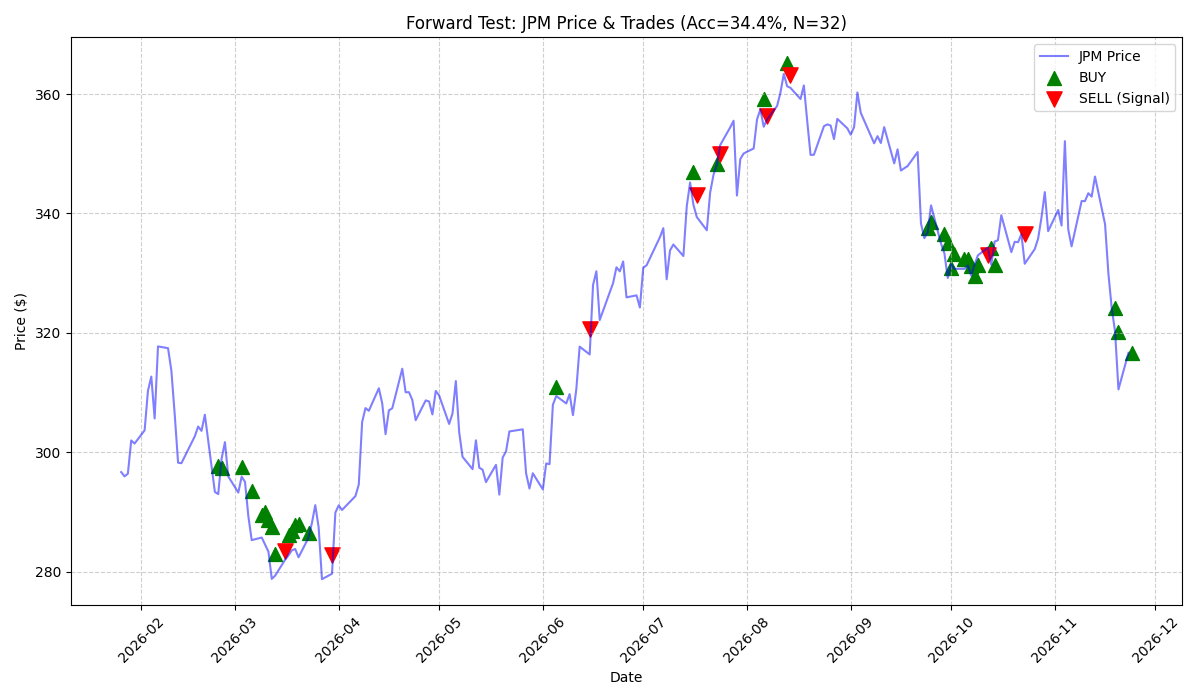 Forward Test: JPM Price & Trades (Acc=34.4%, N=32)
JPM Price
BUY
SELL (Signal)
Price ($)
360
340
320
300
280
2026-02
2026-03
2026-04
2026-05
2026-06
2026-07
2026-08
2026-09
2026-10
2026-11
2026-12
Date